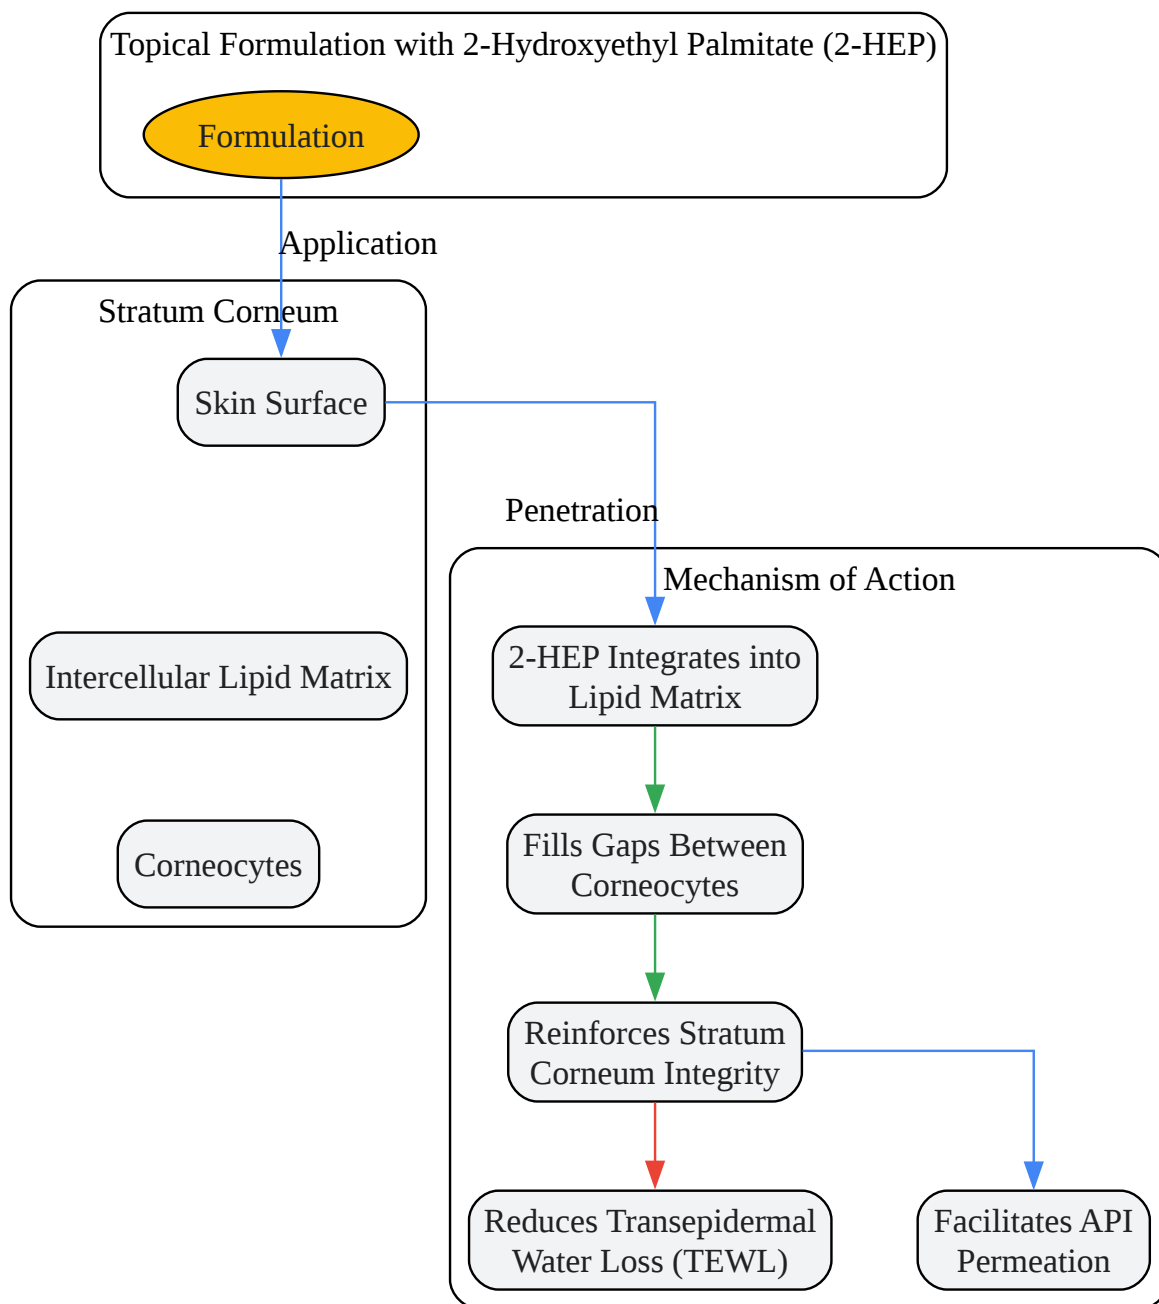 Topical Formulation with 2-Hydroxyethyl Palmitate (2-HEP)
Formulation
Application
Stratum Corneum
Skin Surface
Penetration
Mechanism of Action
2-HEP Integrates into
Lipid Matrix
Intercellular Lipid Matrix
Fills Gaps Between
Corneocytes
Corneocytes
Reinforces Stratum
Corneum Integrity
Reduces Transepidermal
Water Loss (TEWL)
Facilitates API
Permeation